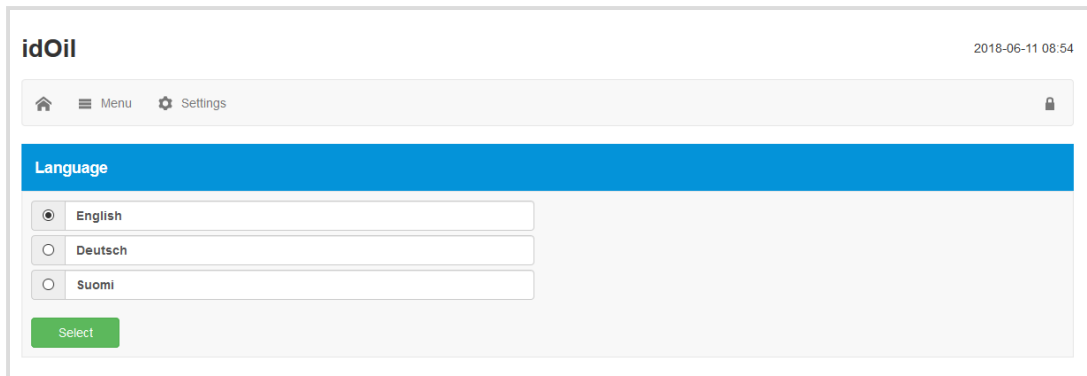 idOil
2018-06-11 08:54
Menu Settings
Language
English
Deutsch
Suomi
Select